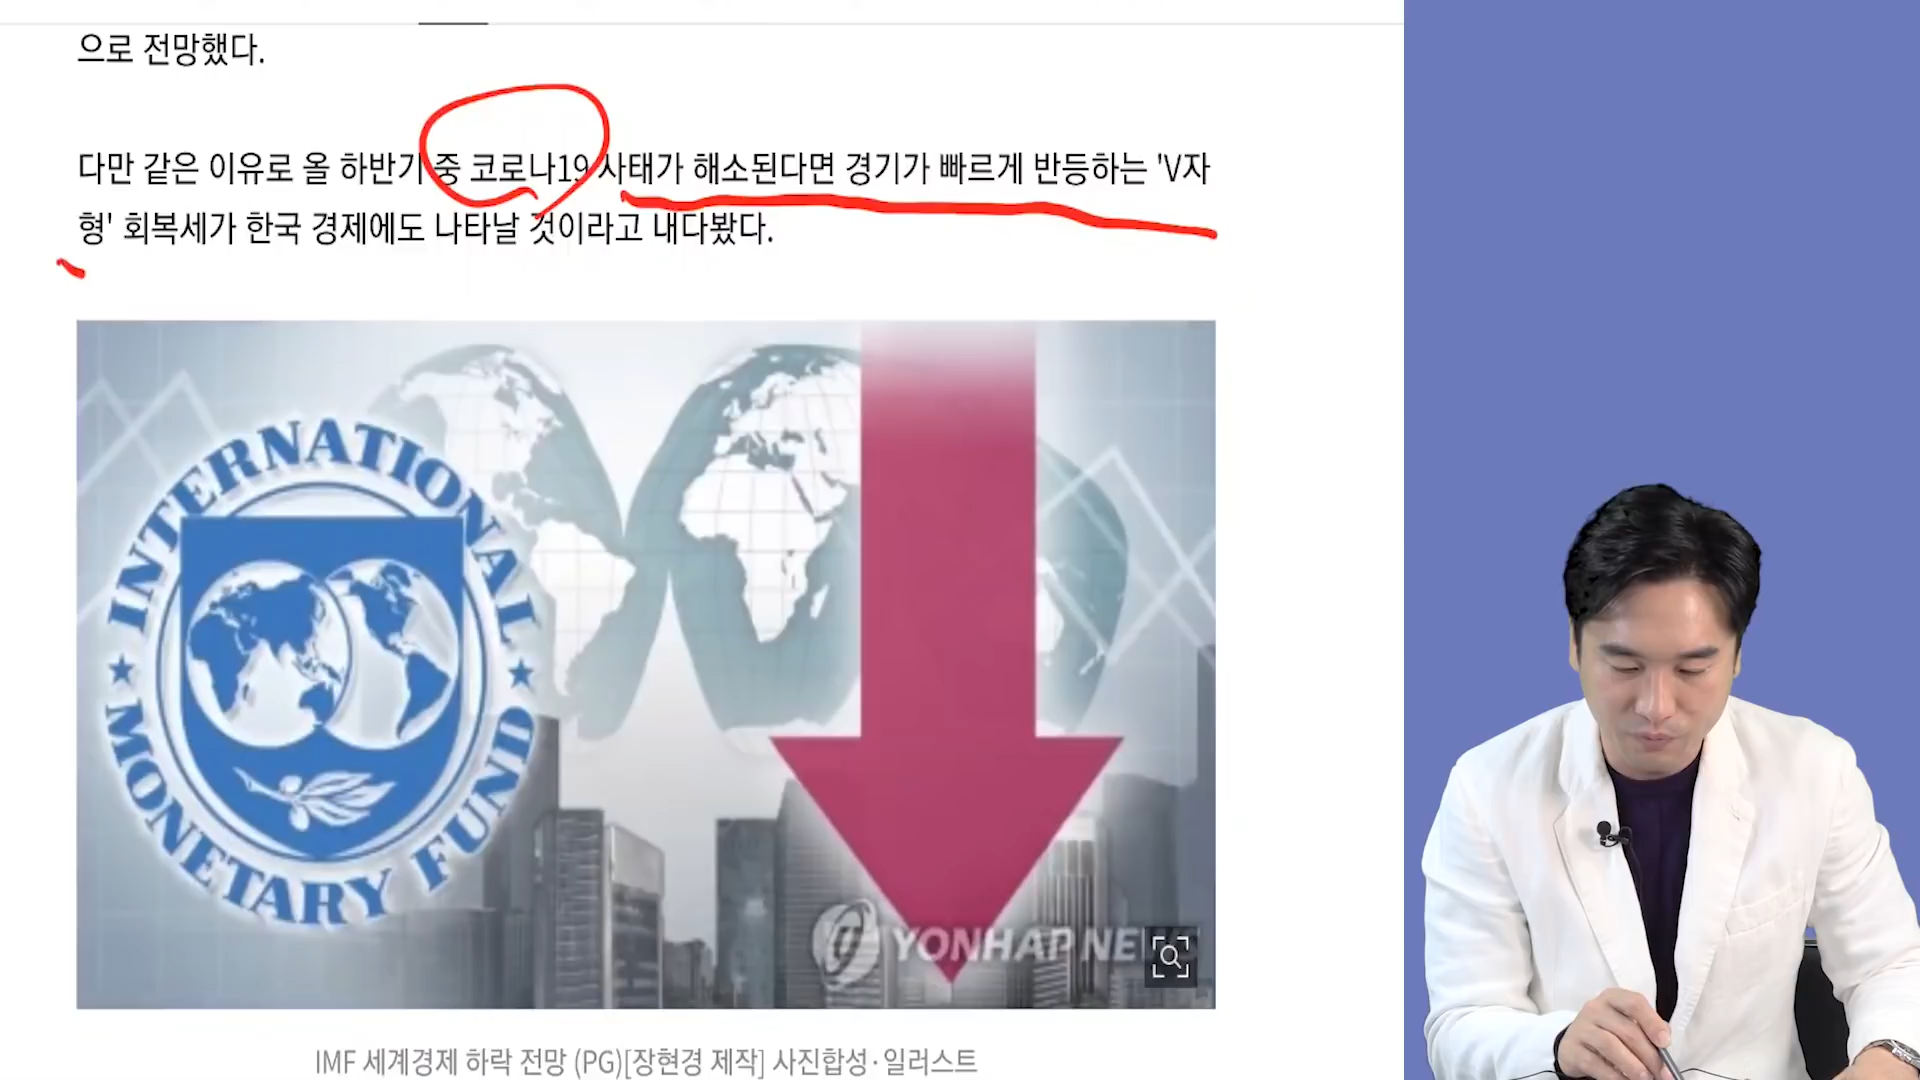 으로 전망했다.
다만 같은 이유로 올 하반기 중 코로나19 사태가 해소된다면 경기가 빠르게 반등하는 'V자
형' 회복세가 한국 경제에도 나타날 것이라고 내다봤다.
INTERNATIONAL
MONETARY FUND
YONHAP NEWS
IMF 세계경제 하락 전망 (PG)[장현경 제작] 사진합성·일러스트